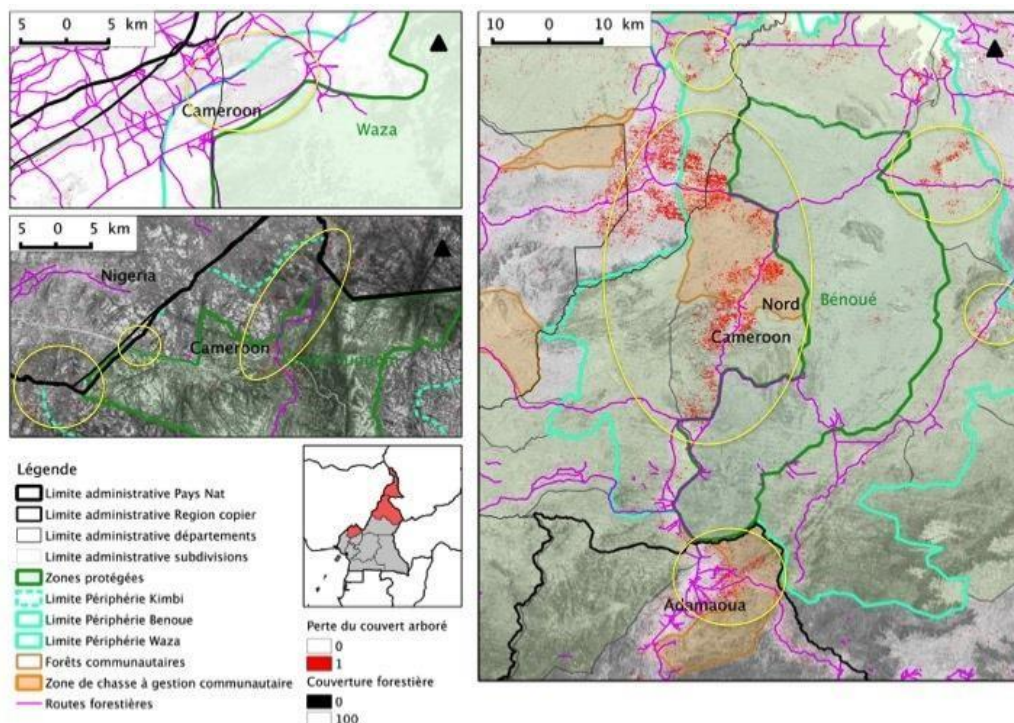 5 0 5 km
Cameroon
Waza
5 0 5 km
Nigeria
Cameroon
10 0 10 km
Nord
Cameroon
Bénoué
Adamaoua
Légende
Limite administrative Pays Nat
Limite administrative Region copier
Limite administrative départements
Limite administrative subdivisions
Zones protégées
Limite Périphérie Kimbi
Limite Périphérie Benoue
Limite Périphérie Waza
Forêts communautaires
Zone de chasse à gestion communautaire
Routes forestières
Perte du couvert arboré
0
1
Couverture forestière
0
100